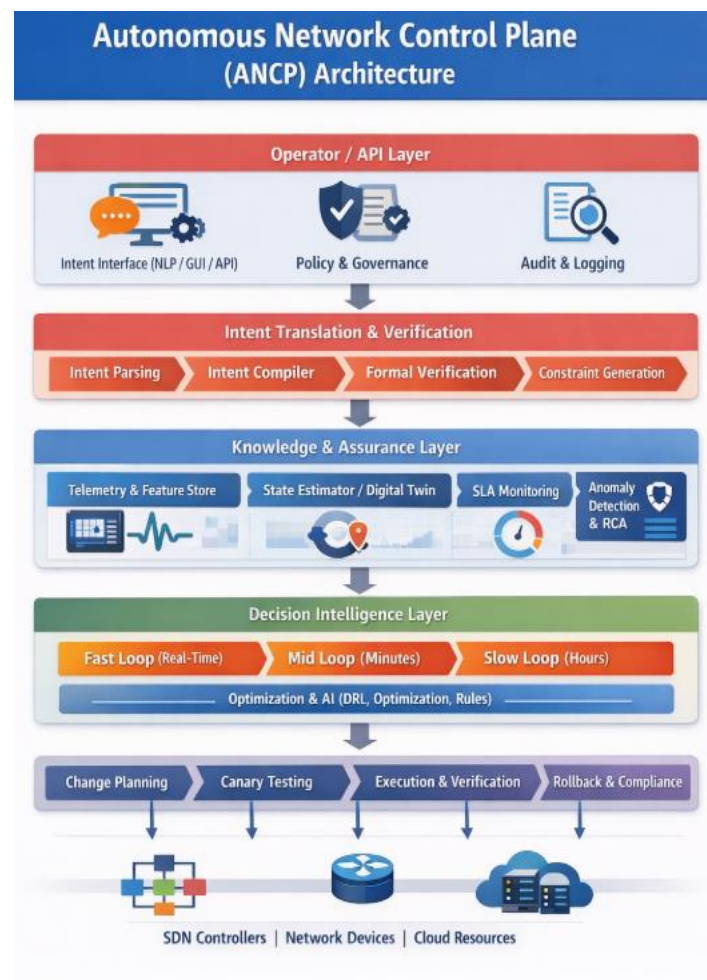 Autonomous Network Control Plane
(ANCP) Architecture
Operator / API Layer
Intent Interface (NLP / GUI / API)
Policy & Governance
Audit & Logging
Intent Translation & Verification
Intent Parsing
Intent Compiler
Formal Verification
Constraint Generation
Knowledge & Assurance Layer
Telemetry & Feature Store
State Estimator / Digital Twin
SLA Monitoring
Anomaly
Detection
& RCA
Decision Intelligence Layer
Fast Loop (Real-Time)
Mid Loop (Minutes)
Slow Loop (Hours)
Optimization & AI (DRL, Optimization, Rules)
Change Planning
Canary Testing
Execution & Verification
Rollback & Compliance
SDN Controllers | Network Devices | Cloud Resources